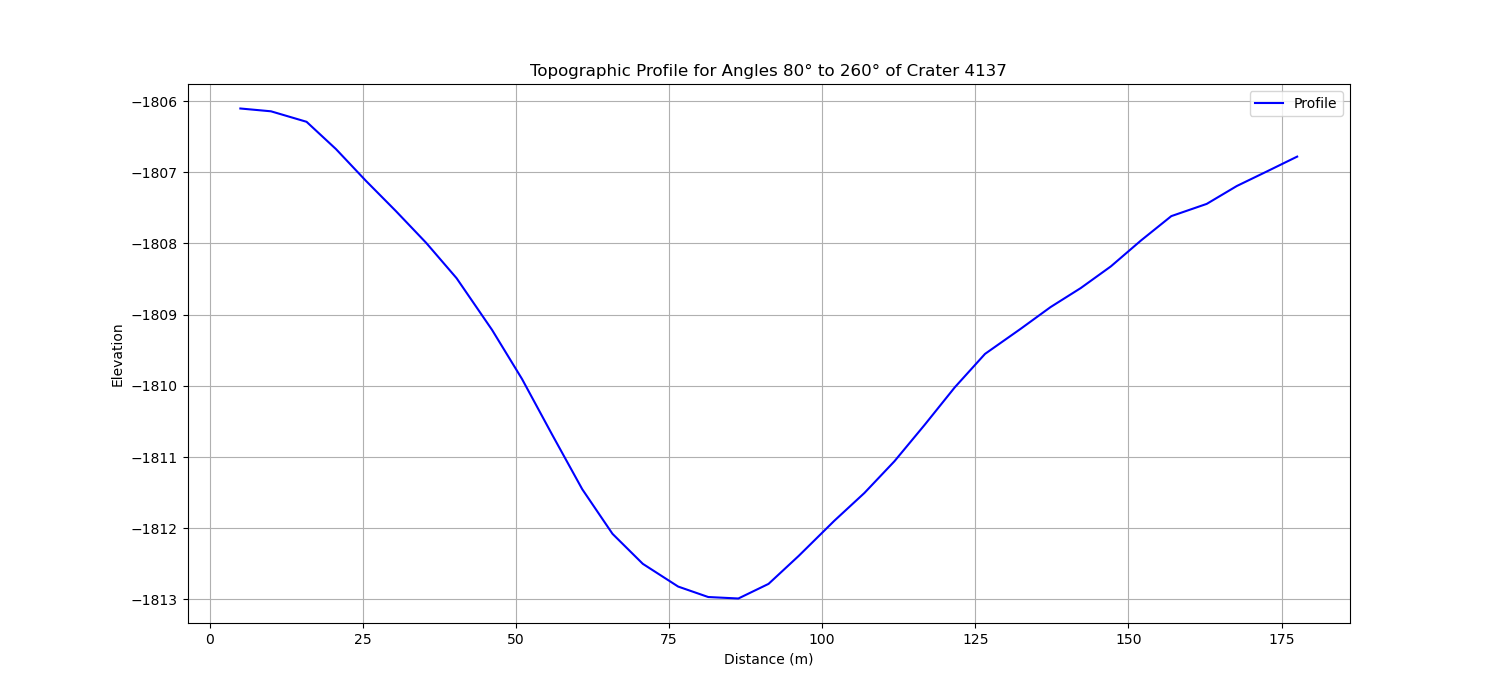 Topographic Profile for Angles 80° to 260° of Crater 4137
Profile
−1806
−1807
−1808
−1809
−1810
−1811
−1812
−1813
Elevation
0 25 50 75 100 125 150 175
Distance (m)